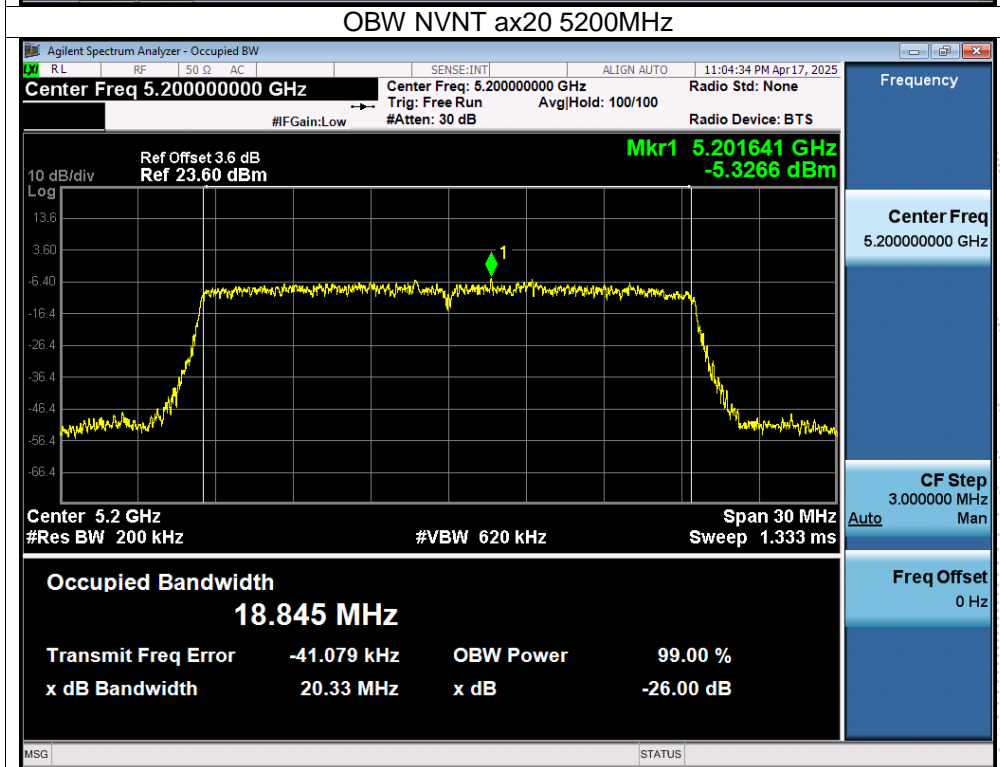 OBW NVNT ax20 5200MHz
Agilent Spectrum Analyzer - Occupied BW
LXI RL RF 50 Ω AC SENSE:INT ALIGN AUTO 11:04:34 PM Apr 17, 2025
Center Freq 5.200000000 GHz Center Freq: 5.200000000 GHz Radio Std: None
Trig: Free Run Avg|Hold: 100/100
#IFGain:Low #Atten: 30 dB Radio Device: BTS
Frequency
Mkr1 5.201641 GHz
-5.3266 dBm
Ref Offset 3.6 dB
10 dB/div Ref 23.60 dBm
Log
13.6
3.60
-6.40
-16.4
-26.4
-36.4
-46.4
-56.4
-66.4
1
Center 5.2 GHz Span 30 MHz
#Res BW 200 kHz #VBW 620 kHz Sweep 1.333 ms
Occupied Bandwidth
18.845 MHz
Transmit Freq Error -41.079 kHz OBW Power 99.00 %
x dB Bandwidth 20.33 MHz x dB -26.00 dB
Center Freq
5.200000000 GHz
CF Step
3.000000 MHz
Auto Man
Freq Offset
0 Hz
MSG STATUS